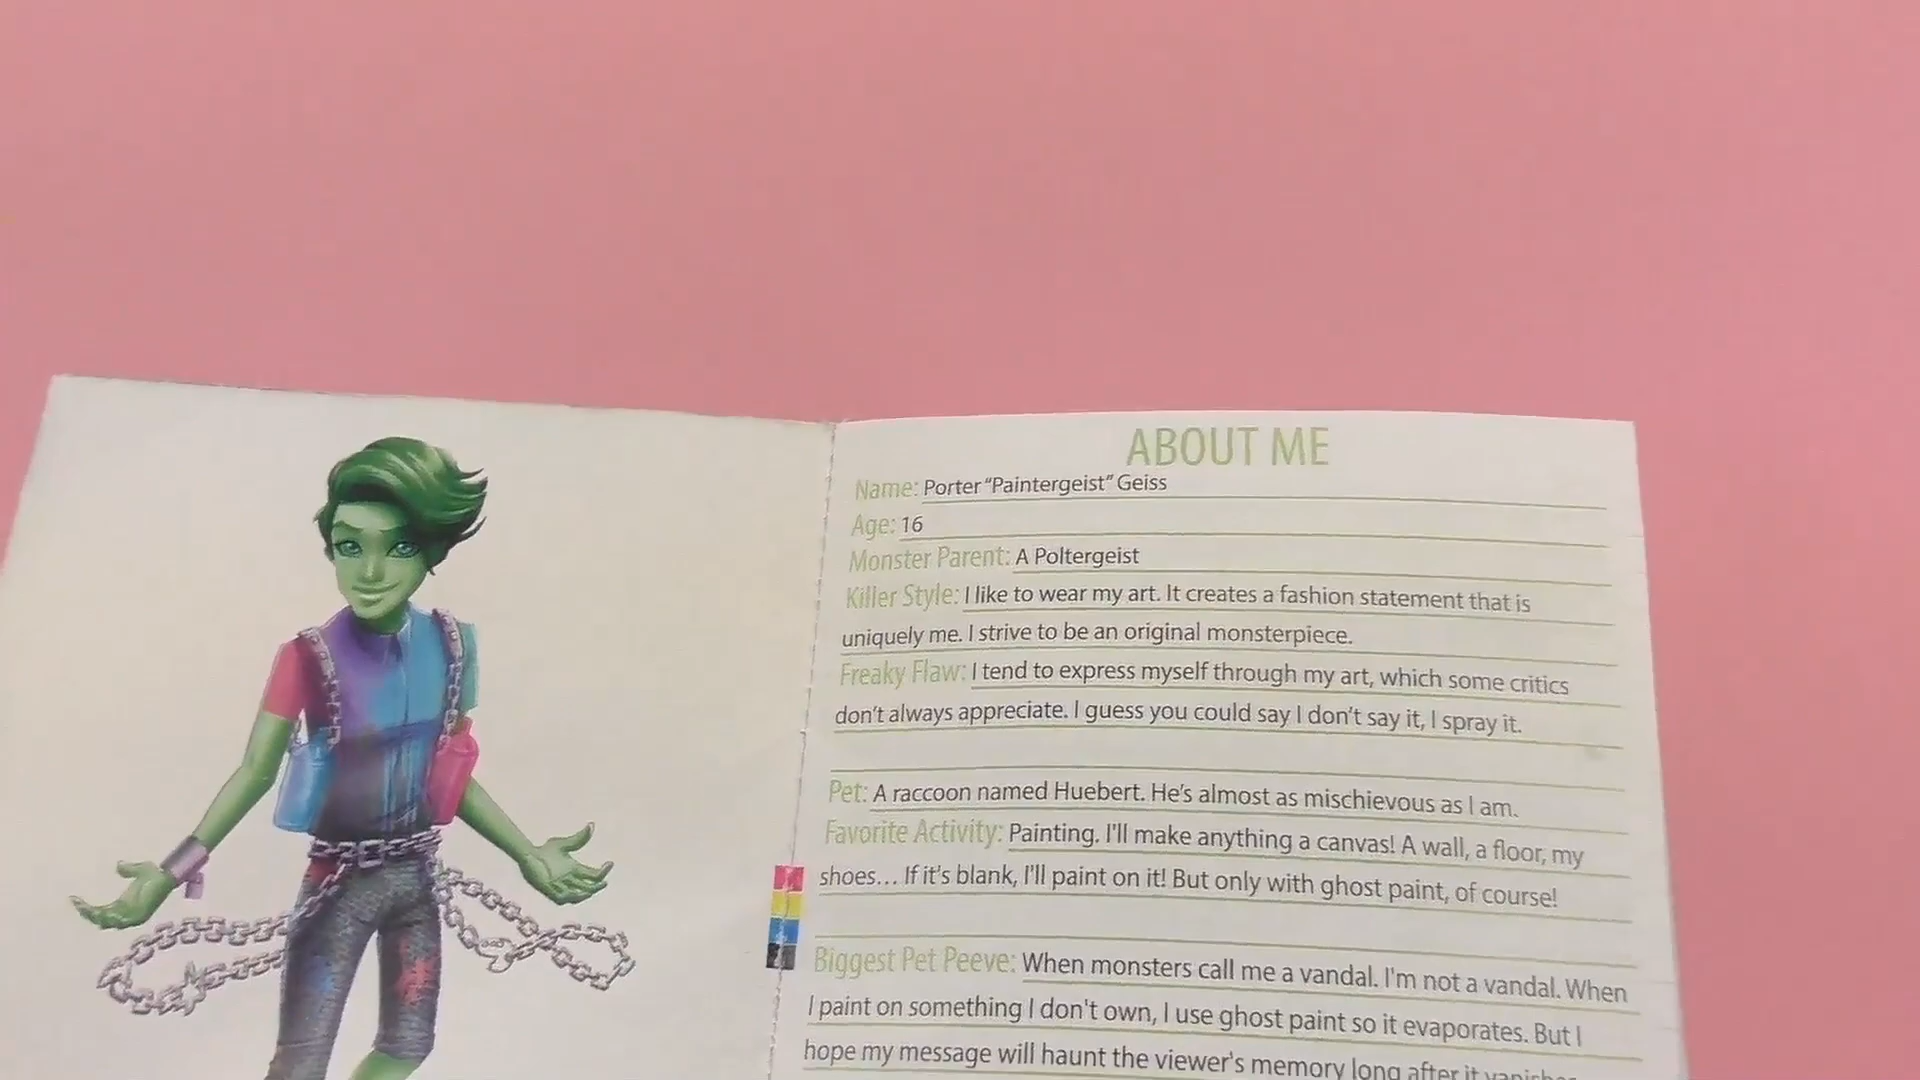 ABOUT ME
Name: Porter “Paintergeist” Geiss
Age: 16
Monster Parent: A Poltergeist
Killer Style: I like to wear my art. It creates a fashion statement that is
uniquely me. I strive to be an original monsterpiece.
Freaky Flaw: I tend to express myself through my art, which some critics
don't always appreciate. I guess you could say I don't say it, I spray it.
Pet: A raccoon named Huebert. He's almost as mischievous as I am.
Favorite Activity: Painting. I'll make anything a canvas! A wall, a floor, my
shoes... If it's blank, I'll paint on it! But only with ghost paint, of course!
Biggest Pet Peeve: When monsters call me a vandal. I'm not a vandal. When
I paint on something I don't own, I use ghost paint so it evaporates. But I
hope my message will haunt the viewer's memory long after it